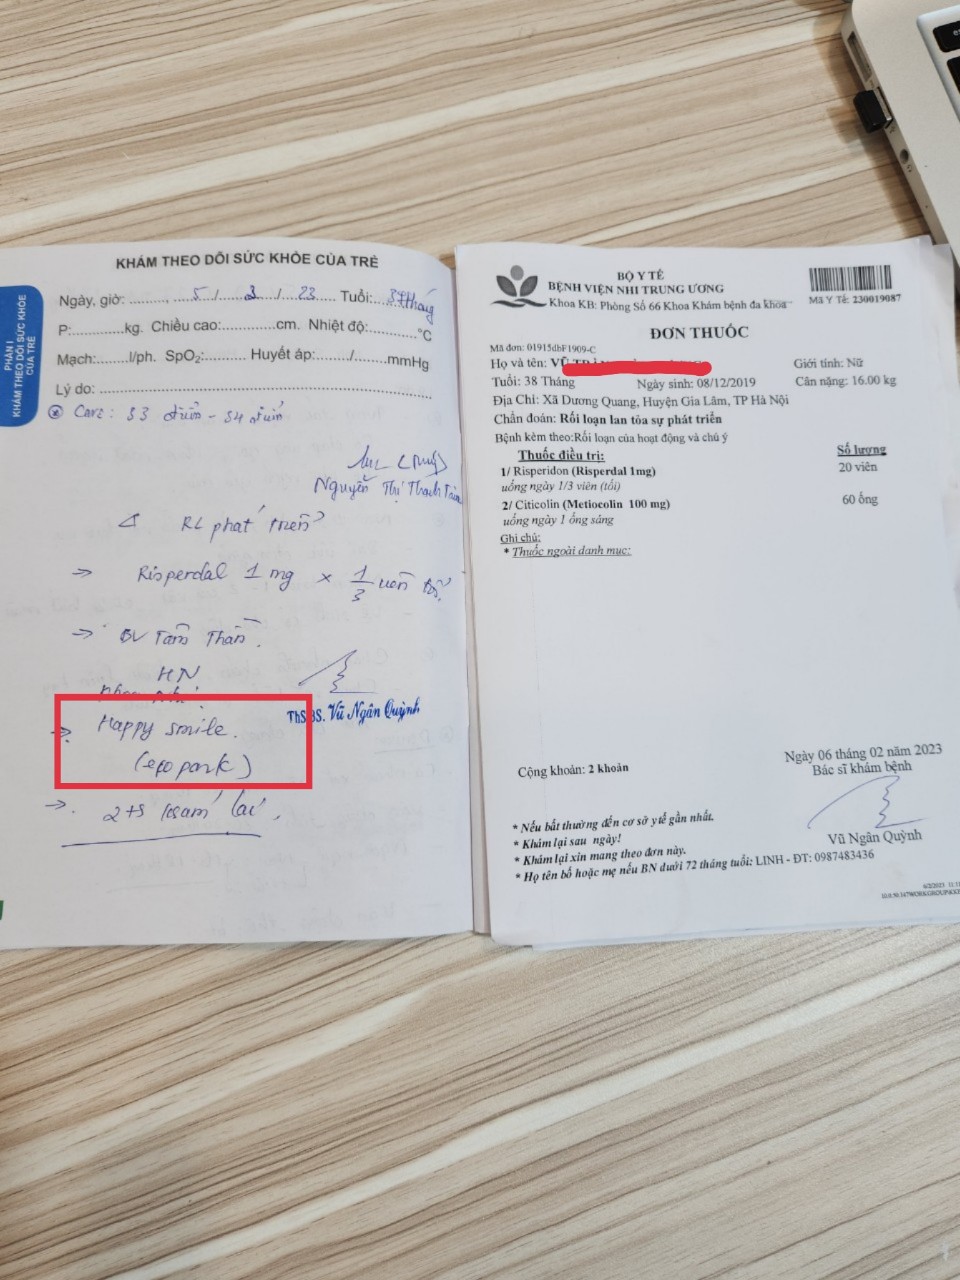 KHÁM THEO DÕI SỨC KHỎE CỦA TRẺ
PHẦN I
KHÁM THEO DÕI SỨC KHỎE
CỦA TRẺ
Ngày, giờ: ........., ....5../...2.../...23..... Tuổi:...37tháng
P:..........kg. Chiều cao:............cm. Nhiệt độ:..........°C
Mạch:.......l/ph. SpO2:......... Huyết áp:......./.......mmHg
Lý do:
Cars: 33 điểm - 34 điểm
Nguyễn Thị Thạch
RL phát triển
→ Risperdal 1 mg × 1/3 viên tối.
→ BV Tâm Thần.
HN
ThS.BS. Vũ Ngân Quỳnh
→ Happy smile.
(ecopark)
→ khám lại.
BỘ Y TẾ
BỆNH VIỆN NHI TRUNG ƯƠNG
Khoa KB: Phòng Số 66 Khoa Khám bệnh đa khoa
Mã Y Tế: 230019087
ĐƠN THUỐC
Mã đơn: 01915dbF1909-C
Họ và tên: VŨ
Giới tính: Nữ
Tuổi: 38 Tháng Ngày sinh: 08/12/2019 Cân nặng: 16.00 kg
Địa Chỉ: Xã Dương Quang, Huyện Gia Lâm, TP Hà Nội
Chẩn đoán: Rối loạn lan tỏa sự phát triển
Bệnh kèm theo:Rối loạn của hoạt động và chú ý
Thuốc điều trị: Số lượng
1/ Risperidon (Risperdal 1mg) 20 viên
uống ngày 1/3 viên (tối)
2/ Citicolin (Metiocolin 100 mg) 60 ống
uống ngày 1 ống sáng
Ghi chú:
* Thuốc ngoài danh mục:
Cộng khoản: 2 khoản
Ngày 06 tháng 02 năm 2023
Bác sĩ khám bệnh
Vũ Ngân Quỳnh
* Nếu bất thường đến cơ sở y tế gần nhất.
* Khám lại sau ngày!
* Khám lại xin mang theo đơn này.
* Họ tên bố hoặc mẹ nếu BN dưới 72 tháng tuổi: LINH - ĐT: 0987483436